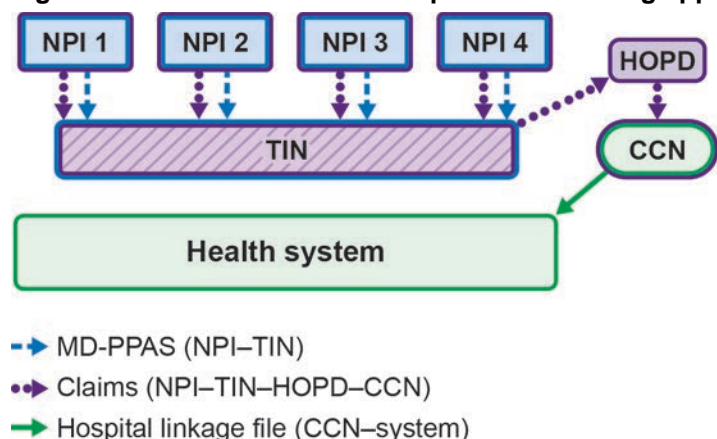 NPI 1 NPI 2 NPI 3 NPI 4
HOPD
TIN
CCN
Health system
MD-PPAS (NPI–TIN)
Claims (NPI–TIN–HOPD–CCN)
Hospital linkage file (CCN–system)